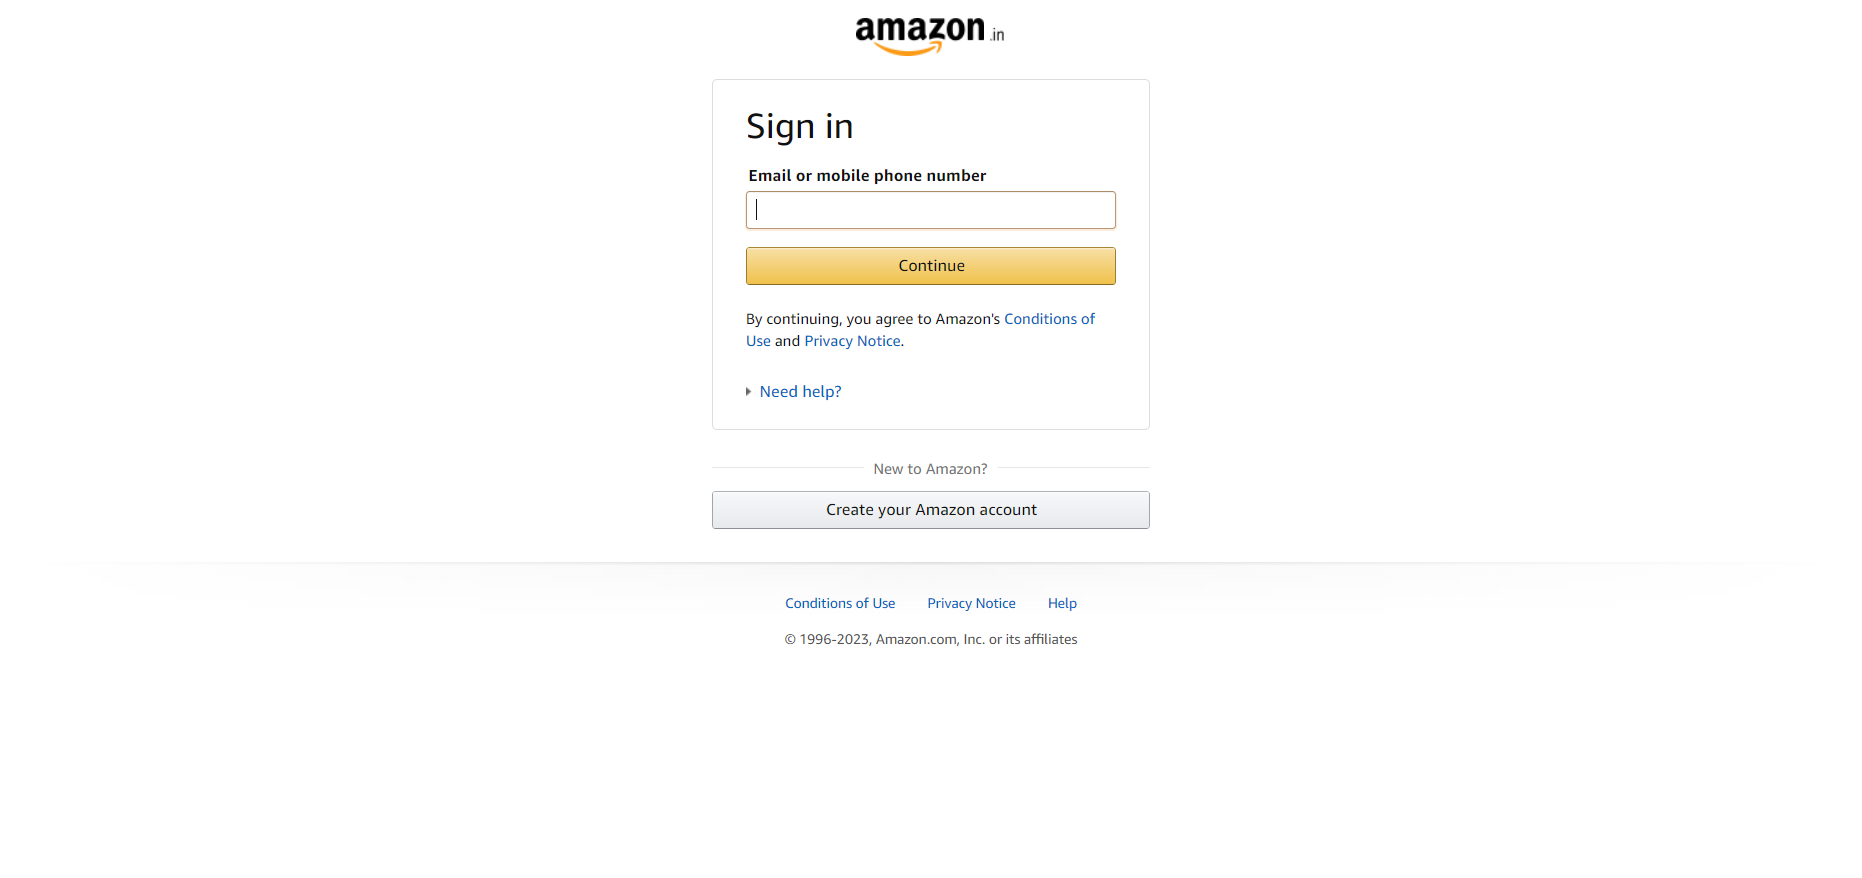 amazon.in
Sign in
Email or mobile phone number
Continue
By continuing, you agree to Amazon's Conditions of
Use and Privacy Notice.
Need help?
New to Amazon?
Create your Amazon account
Conditions of Use Privacy Notice Help
© 1996-2023, Amazon.com, Inc. or its affiliates